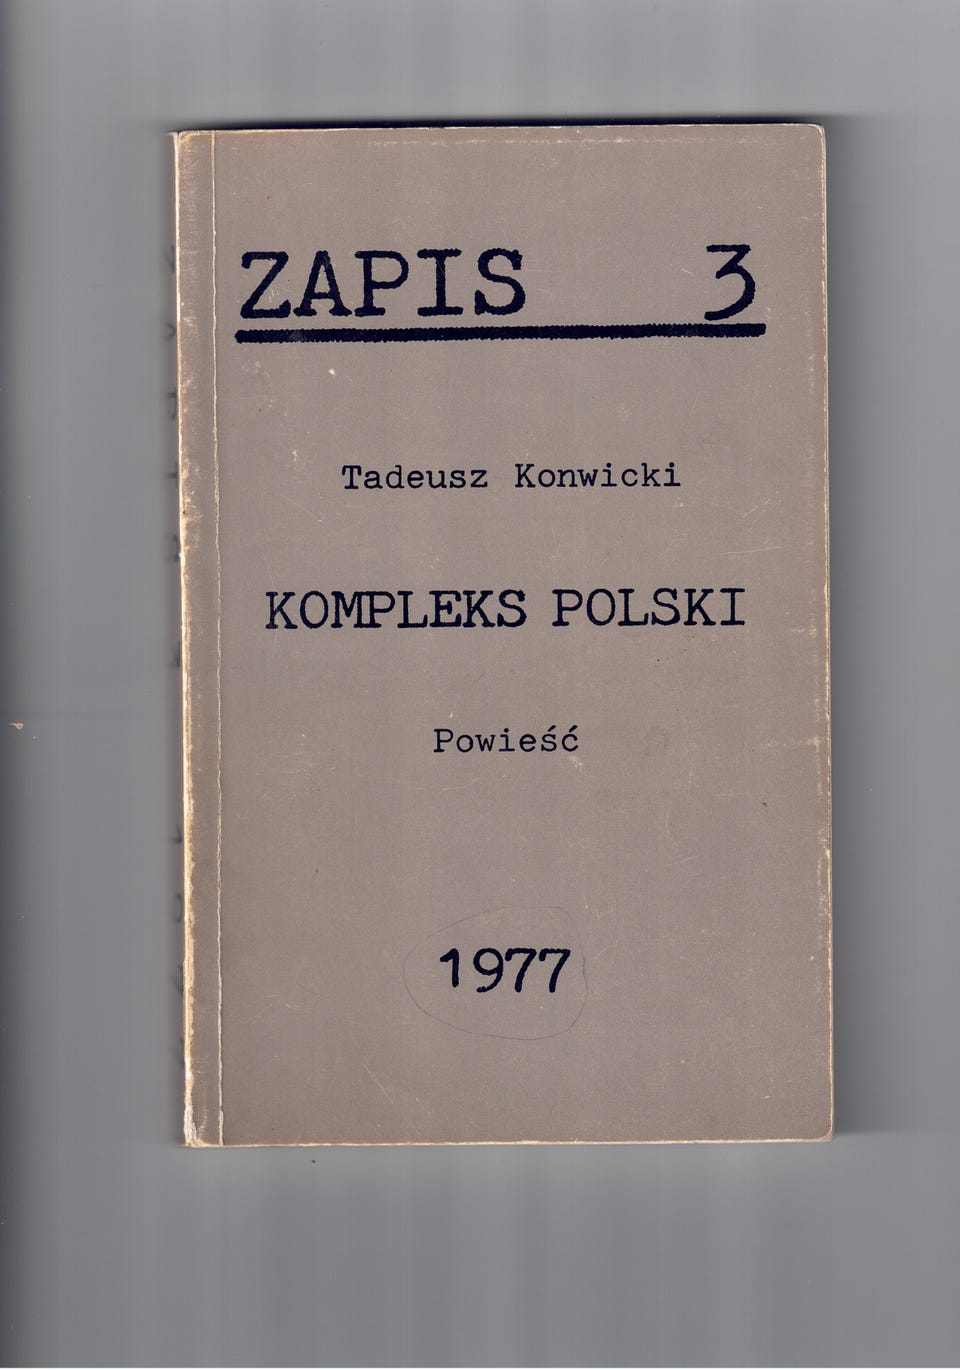 ZAPIS 3
Tadeusz Konwicki
KOMPLEKS POLSKI
Powieść
1977